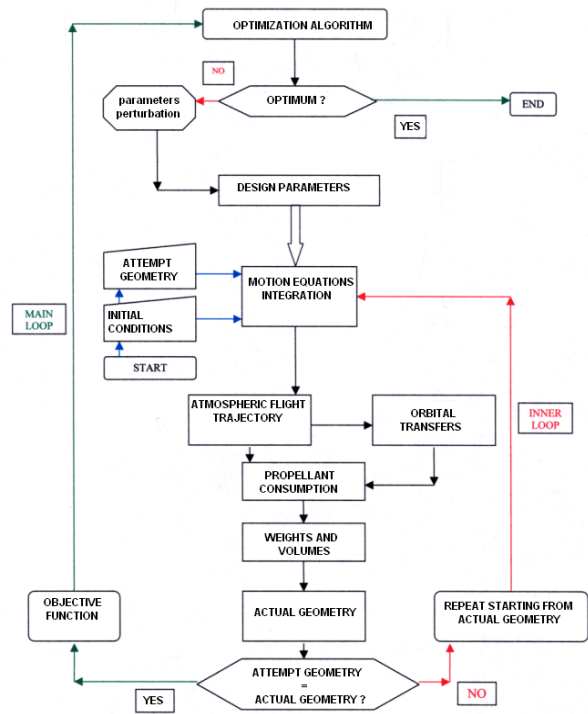 OPTIMIZATION ALGORITHM
NO
OPTIMUM ?
END
YES
parameters
perturbation
DESIGN PARAMETERS
ATTEMPT
GEOMETRY
MOTION EQUATIONS
INTEGRATION
MAIN
LOOP
INITIAL
CONDITIONS
START
ATMOSPHERIC FLIGHT
TRAJECTORY
ORBITAL
TRANSFERS
INNER
LOOP
PROPELLANT
CONSUMPTION
WEIGHTS AND
VOLUMES
OBJECTIVE
FUNCTION
ACTUAL GEOMETRY
REPEAT STARTING FROM
ACTUAL GEOMETRY
ATTEMPT GEOMETRY
=
ACTUAL GEOMETRY ?
YES
NO